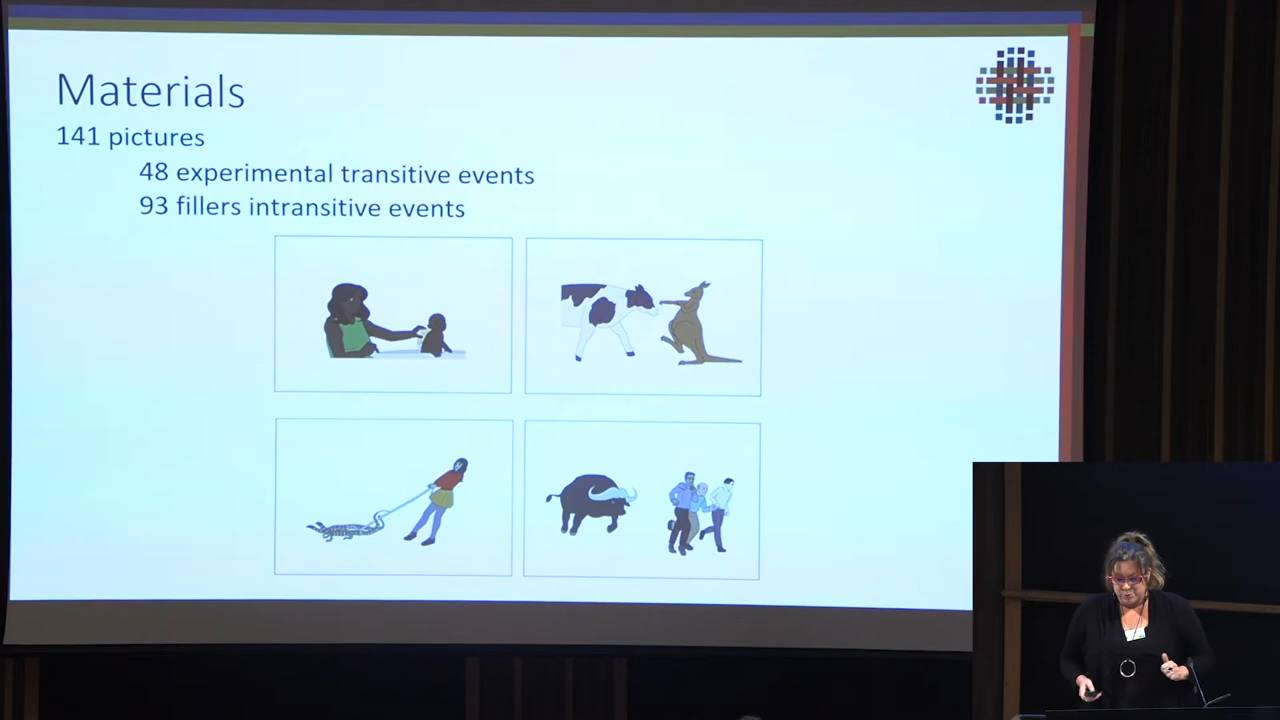 Materials
141 pictures
48 experimental transitive events
93 fillers intransitive events